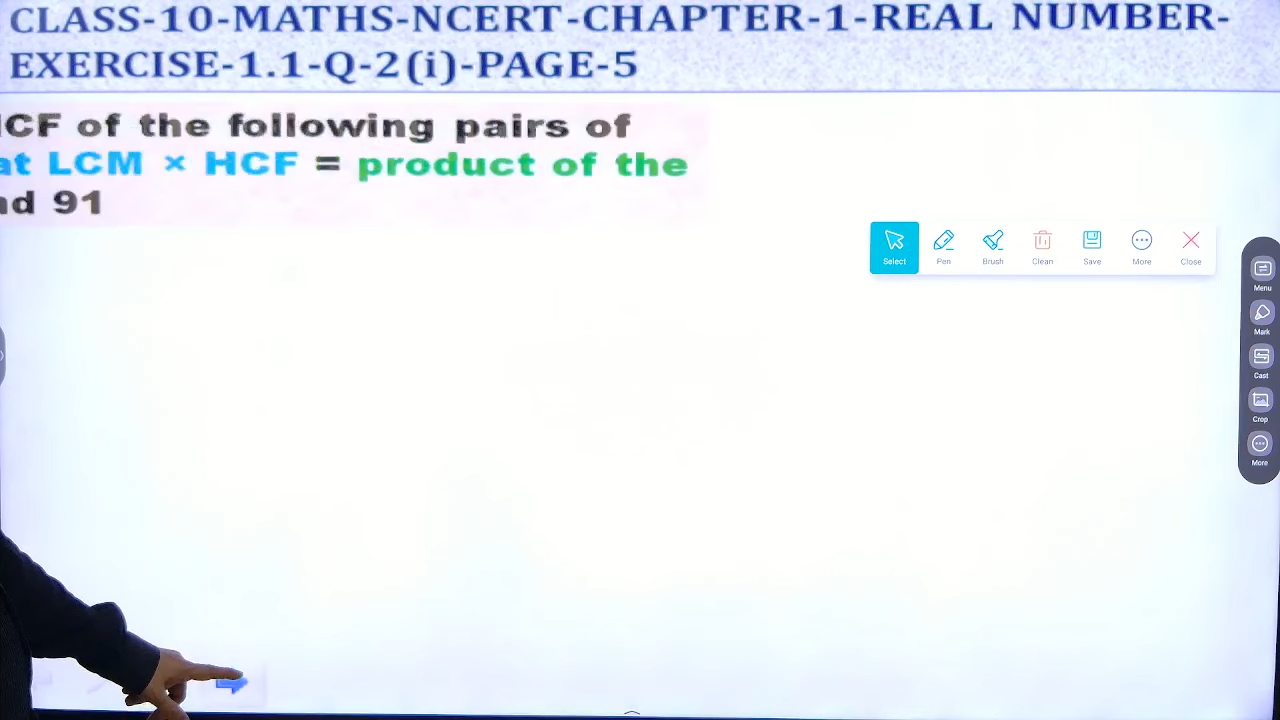 CLASS-10-MATHS-NCERT-CHAPTER-1-REAL NUMBER-
EXERCISE-1.1-Q-2(i)-PAGE-5
CF of the following pairs of
at LCM × HCF = product of the
nd 91
Select
Pen
Brush
Clean
Save
More
Close
Menu
Mark
Cast
Crop
More